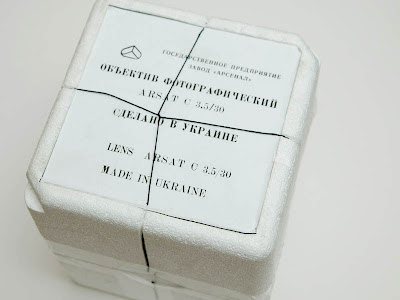 ГОСУДАРСТВЕННОЕ ПРЕДПРИЯТИЕ
ЗАВОД «АРСЕНАЛ»
ОБЪЕКТИВ ФОТОГРАФИЧЕСКИЙ
ARSAT C 3.5/30
СДЕЛАНО В УКРАИНЕ
LENS ARSAT C 3.5/30
MADE IN UKRAINE